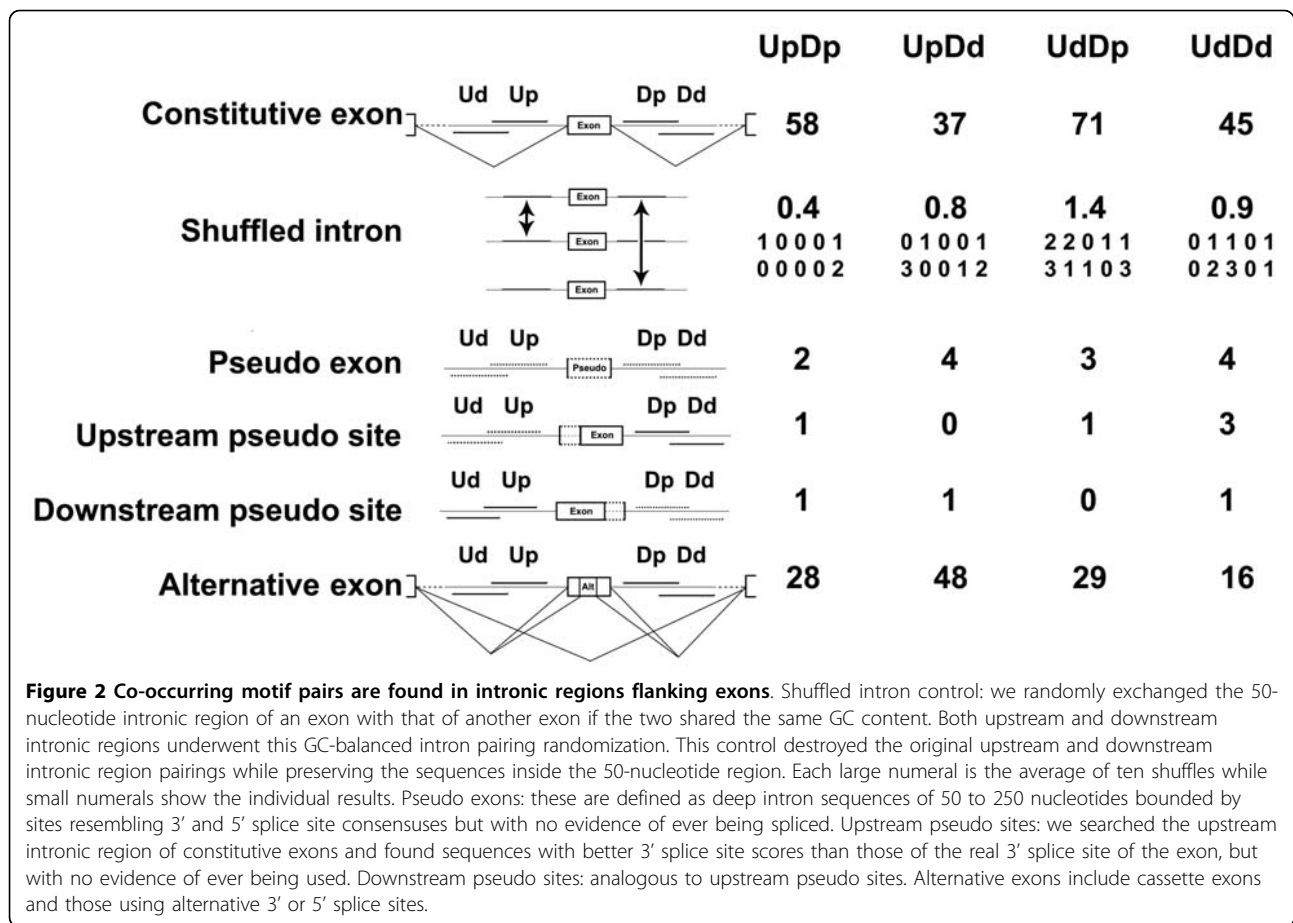 UpDp UpDd UdDp UdDd
Ud Up Dp Dd
Constitutive exon Exon 58 37 71 45
Exon
Shuffled intron Exon 0.4 0.8 1.4 0.9
1 0 0 0 1 0 1 0 0 1 2 2 0 1 1 0 1 1 0 1
0 0 0 0 2 3 0 0 1 2 3 1 1 0 3 0 2 3 0 1
Exon
Ud Up Dp Dd
Pseudo exon Pseudo 2 4 3 4
Ud Up Dp Dd
Upstream pseudo site Exon 1 0 1 3
Ud Up Dp Dd
Downstream pseudo site Exon 1 1 0 1
Ud Up Dp Dd
Alternative exon Alt 28 48 29 16
Figure 2 Co-occurring motif pairs are found in intronic regions flanking exons. Shuffled intron control: we randomly exchanged the 50-
nucleotide intronic region of an exon with that of another exon if the two shared the same GC content. Both upstream and downstream
intronic regions underwent this GC-balanced intron pairing randomization. This control destroyed the original upstream and downstream
intronic region pairings while preserving the sequences inside the 50-nucleotide region. Each large numeral is the average of ten shuffles while
small numerals show the individual results. Pseudo exons: these are defined as deep intron sequences of 50 to 250 nucleotides bounded by
sites resembling 3′ and 5′ splice site consensuses but with no evidence of ever being spliced. Upstream pseudo sites: we searched the upstream
intronic region of constitutive exons and found sequences with better 3′ splice site scores than those of the real 3′ splice site of the exon, but
with no evidence of ever being used. Downstream pseudo sites: analogous to upstream pseudo sites. Alternative exons include cassette exons
and those using alternative 3′ or 5′ splice sites.